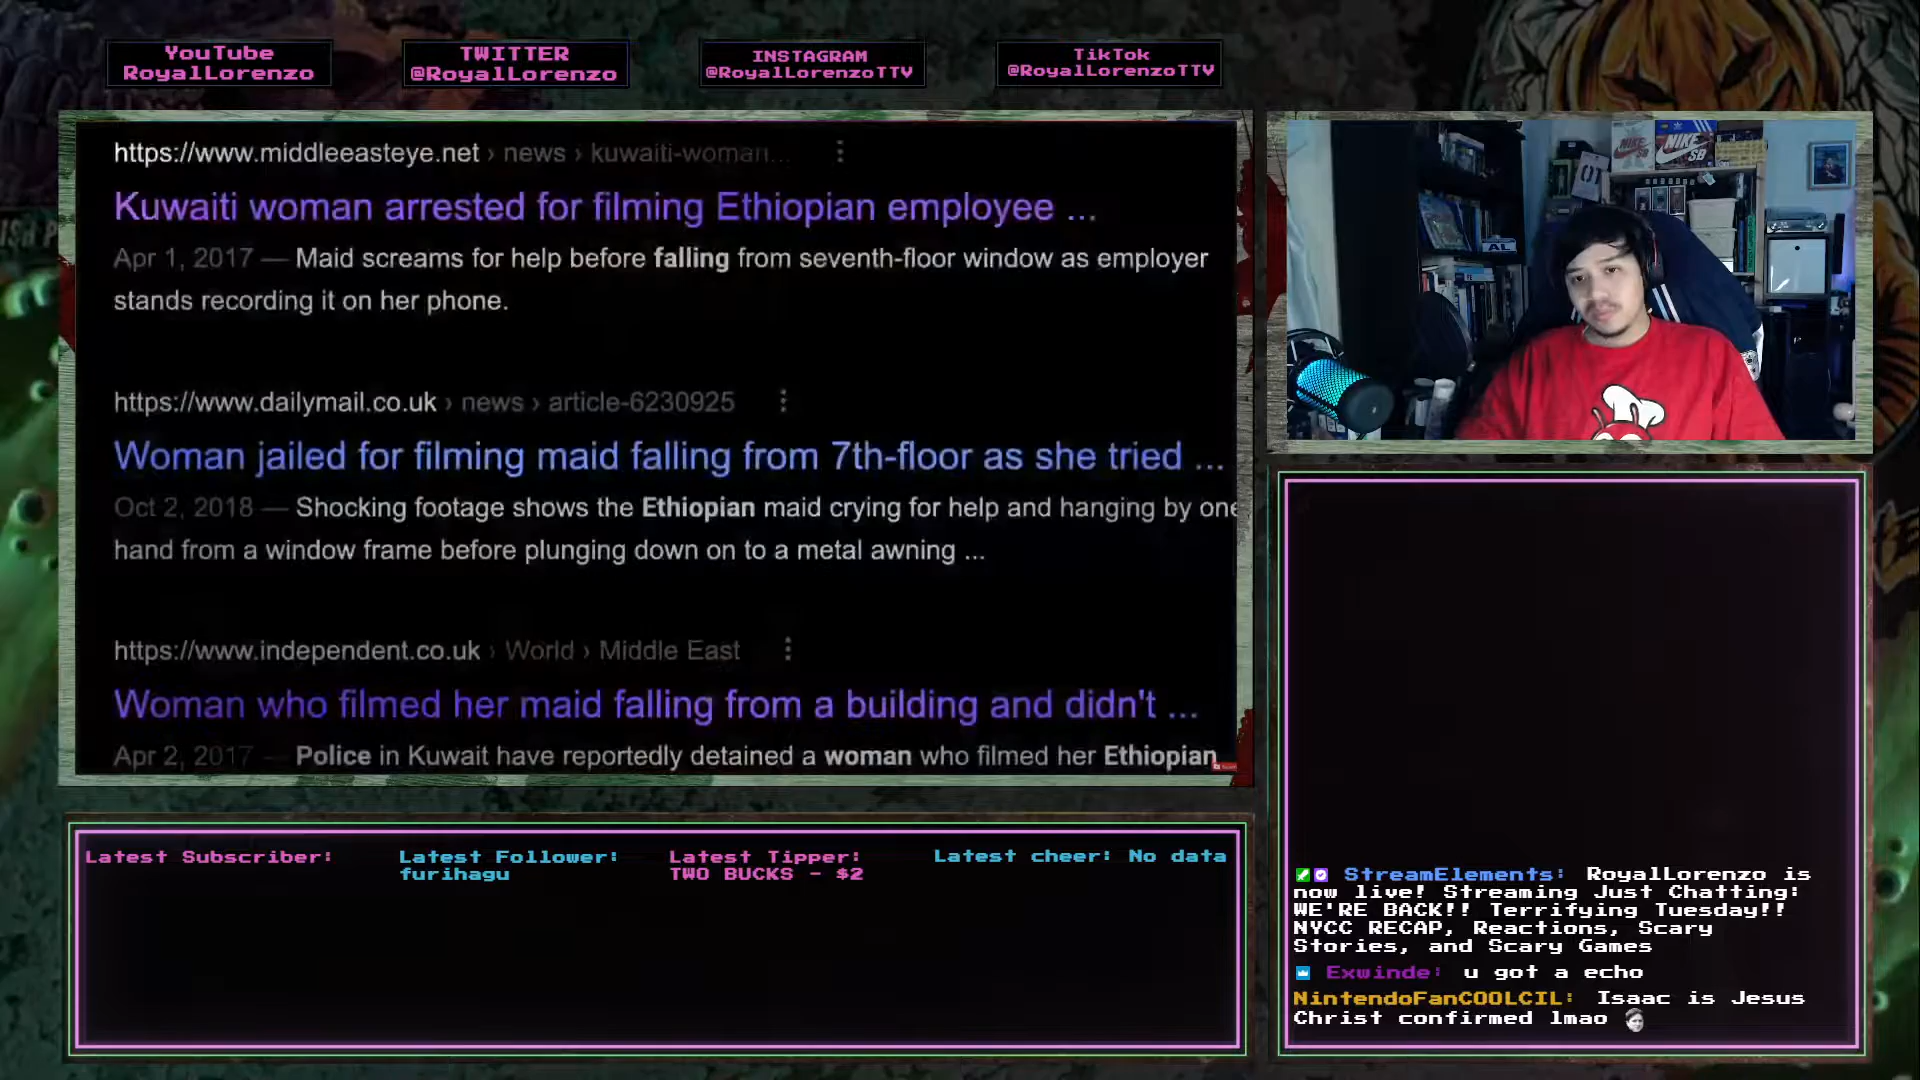 YouTube
RoyalLorenzo
TWITTER
@RoyalLorenzo
INSTAGRAM
@RoyalLorenzoTTV
TikTok
@RoyalLorenzoTTV
https://www.middleeasteye.net › news › kuwaiti-woman...
Kuwaiti woman arrested for filming Ethiopian employee ...
Apr 1, 2017 — Maid screams for help before falling from seventh-floor window as employer
stands recording it on her phone.
https://www.dailymail.co.uk › news › article-6230925
Woman jailed for filming maid falling from 7th-floor as she tried ...
Oct 2, 2018 — Shocking footage shows the Ethiopian maid crying for help and hanging by one
hand from a window frame before plunging down on to a metal awning ...
https://www.independent.co.uk › World › Middle East
Woman who filmed her maid falling from a building and didn't ...
Apr 2, 2017 — Police in Kuwait have reportedly detained a woman who filmed her Ethiopian
NIKE SB
NIKE SB
01
AL
Latest Subscriber:
Latest Follower:
furihagu
Latest Tipper:
TWO BUCKS - $2
Latest cheer: No data
StreamElements: RoyalLorenzo is
now live! Streaming Just Chatting:
WE'RE BACK!! Terrifying Tuesday!!
NYCC RECAP, Reactions, Scary
Stories, and Scary Games
Exwinde: u got a echo
NintendoFanCOOLCIL: Isaac is Jesus
Christ confirmed lmao